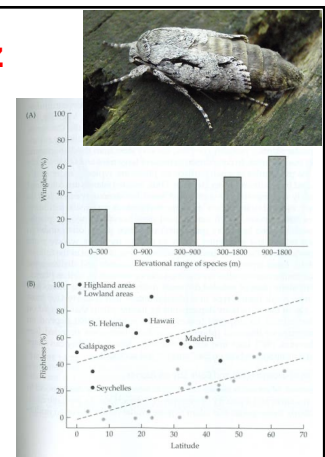 z
(A)
Wingless (%)
100
80
60
40
20
0
0–300 0–900 300–900 300–1800 900–1800
Elevational range of species (m)
(B)
Flightless (%)
100
80
60
40
20
0
Highland areas
Lowland areas
St. Helena
Hawaii
Madeira
Galápagos
Seychelles
0 10 20 30 40 50 60 70
Latitude